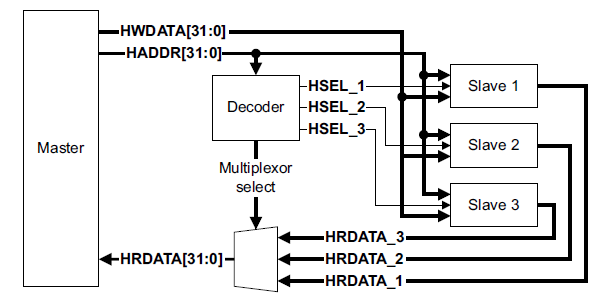 HWDATA[31:0]
HADDR[31:0]
HSEL_1
Slave 1
Decoder
HSEL_2
HSEL_3
Master
Slave 2
Multiplexor
select
Slave 3
HRDATA_3
HRDATA[31:0]
HRDATA_2
HRDATA_1